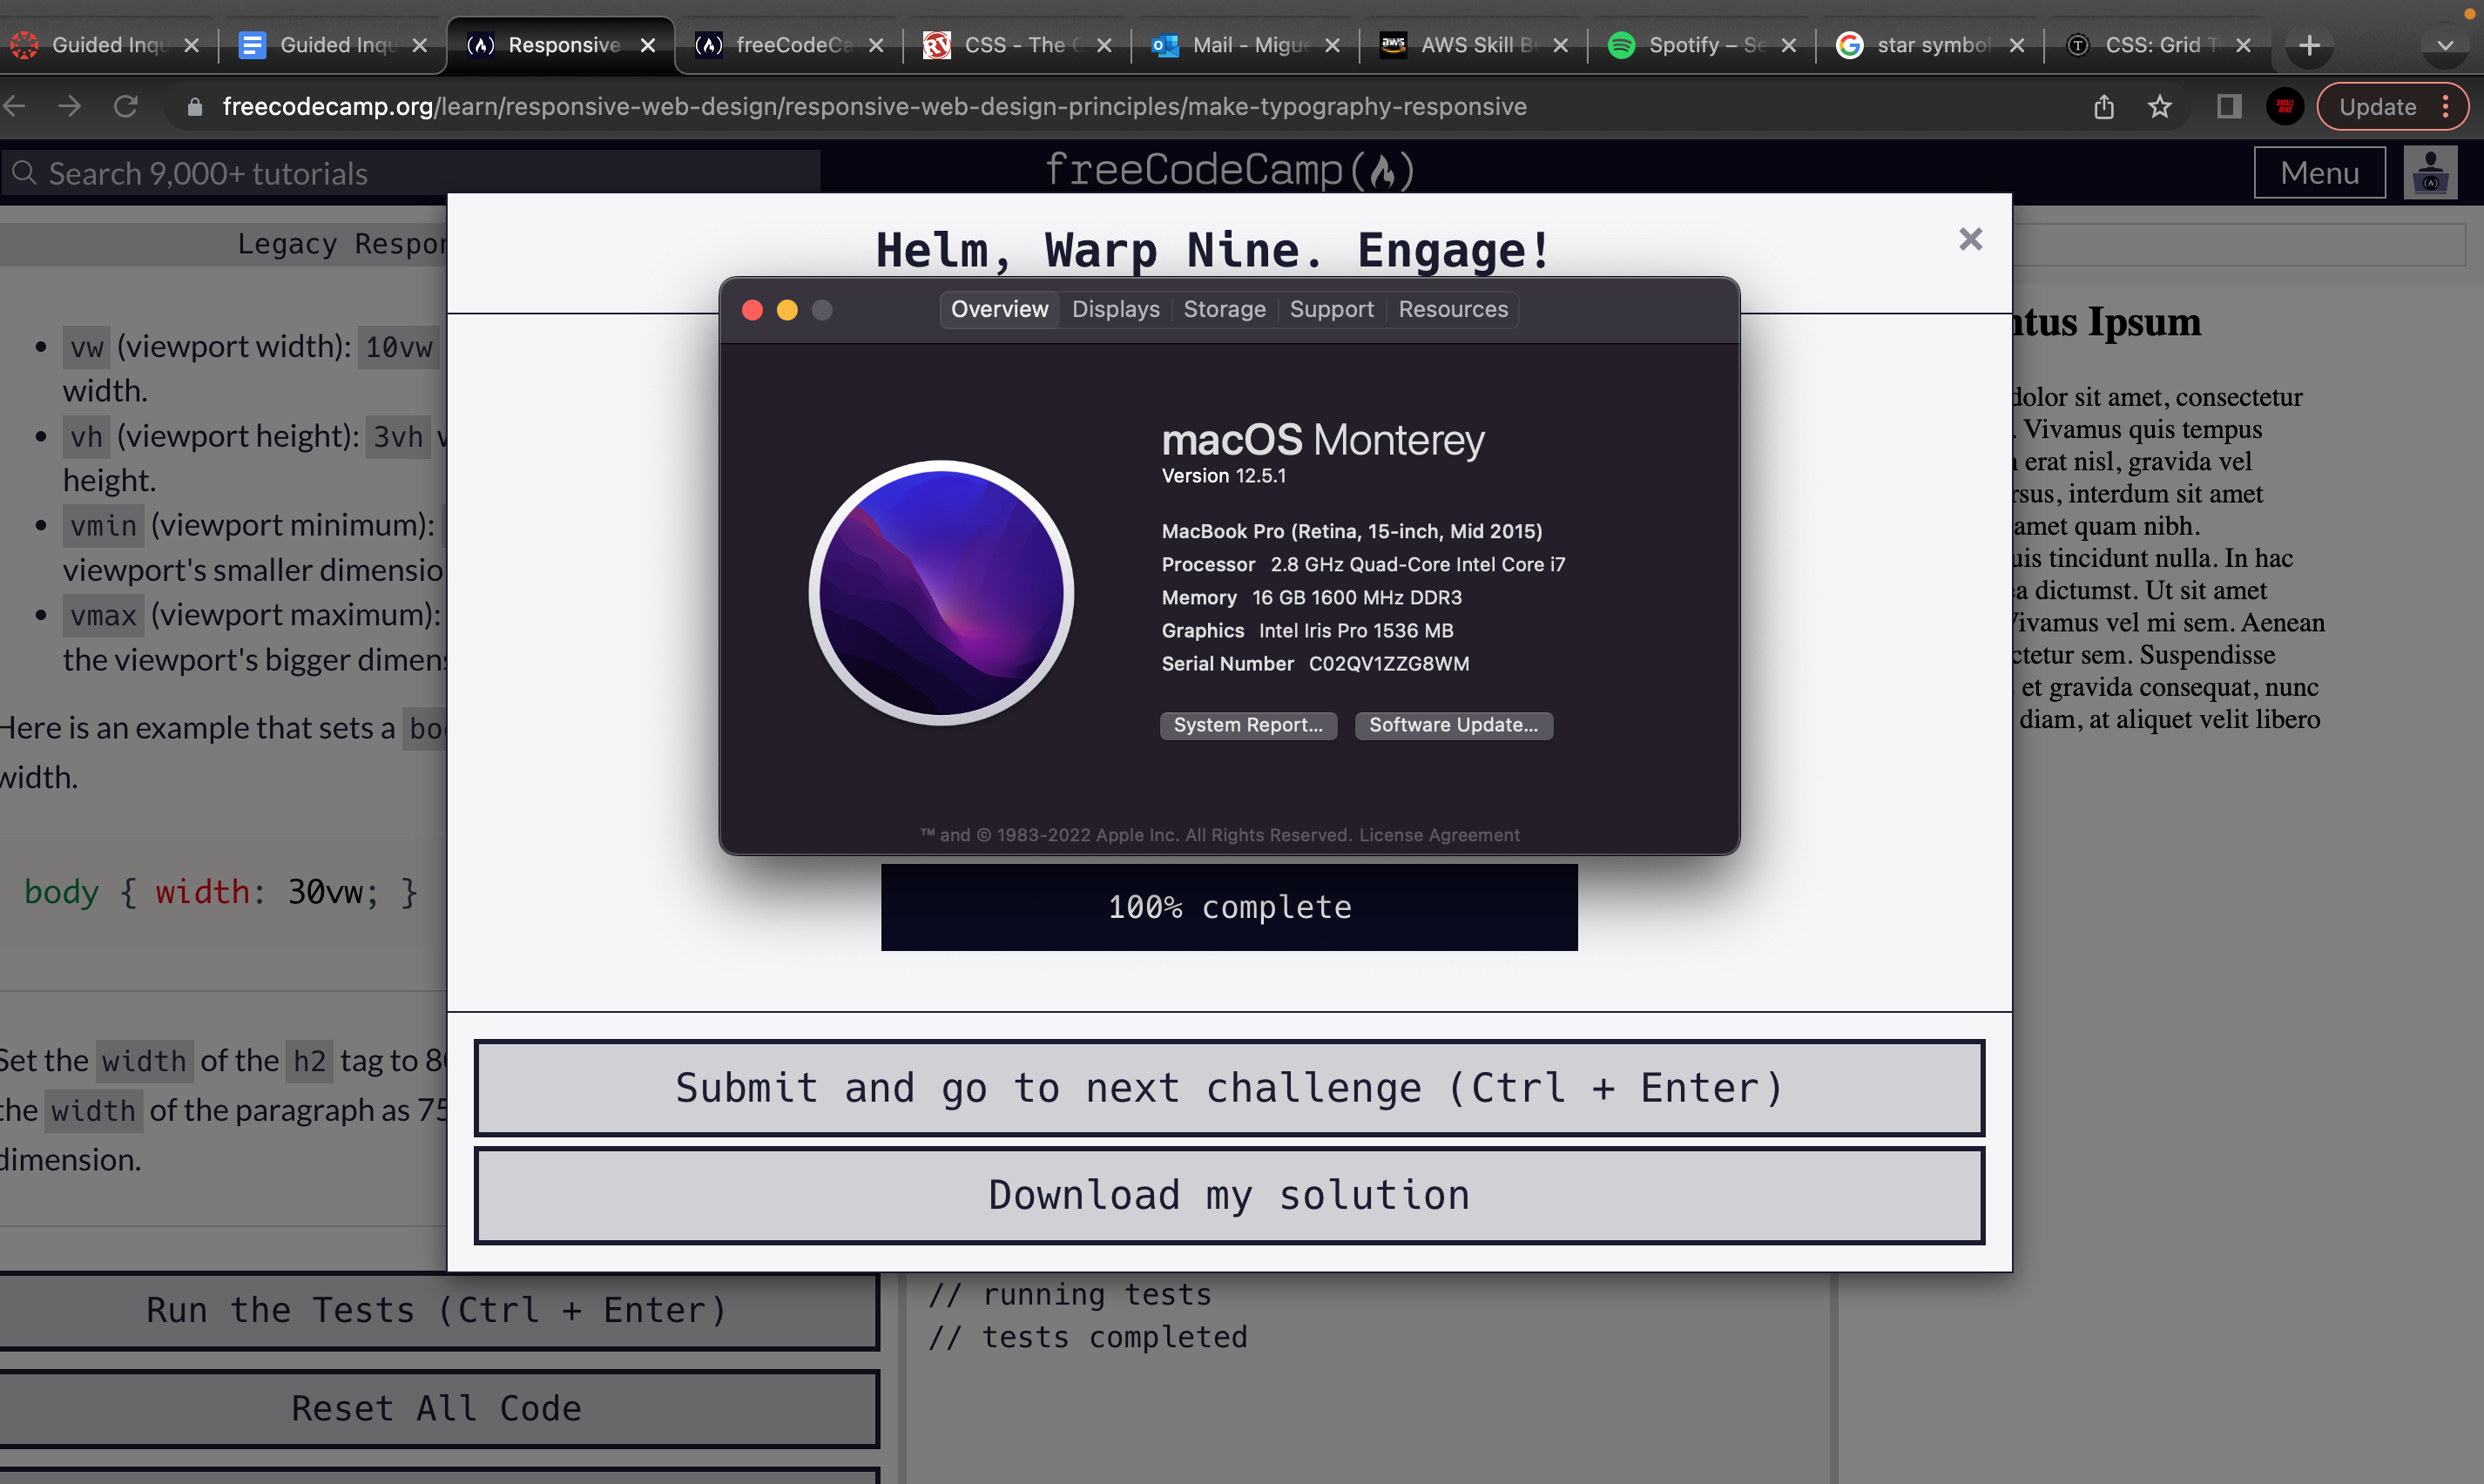 Guided Inqu
Guided Inqu
Responsive
freeCodeCa
CSS - The C
Mail - Migue
AWS Skill B
Spotify – Se
star symbol
CSS: Grid T
freecodecamp.org/learn/responsive-web-design/responsive-web-design-principles/make-typography-responsive
Update
Search 9,000+ tutorials
freeCodeCamp
Menu
Legacy Respon
Helm, Warp Nine. Engage!
vw (viewport width): 10vw
width.
vh (viewport height): 3vh
height.
vmin (viewport minimum):
viewport's smaller dimensio
vmax (viewport maximum):
the viewport's bigger dimens
Here is an example that sets a bo
width.
body { width: 30vw; }
Set the width of the h2 tag to 80
the width of the paragraph as 75
dimension.
Overview Displays Storage Support Resources
macOS Monterey
Version 12.5.1
MacBook Pro (Retina, 15-inch, Mid 2015)
Processor 2.8 GHz Quad-Core Intel Core i7
Memory 16 GB 1600 MHz DDR3
Graphics Intel Iris Pro 1536 MB
Serial Number C02QV1ZZG8WM
System Report... Software Update...
™ and © 1983-2022 Apple Inc. All Rights Reserved. License Agreement
100% complete
Submit and go to next challenge (Ctrl + Enter)
Download my solution
Run the Tests (Ctrl + Enter)
Reset All Code
// running tests
// tests completed
ntus Ipsum
dolor sit amet, consectetur
. Vivamus quis tempus
erat nisl, gravida vel
rsus, interdum sit amet
amet quam nibh.
uis tincidunt nulla. In hac
a dictumst. Ut sit amet
Vivamus vel mi sem. Aenean
ctetur sem. Suspendisse
et gravida consequat, nunc
diam, at aliquet velit libero